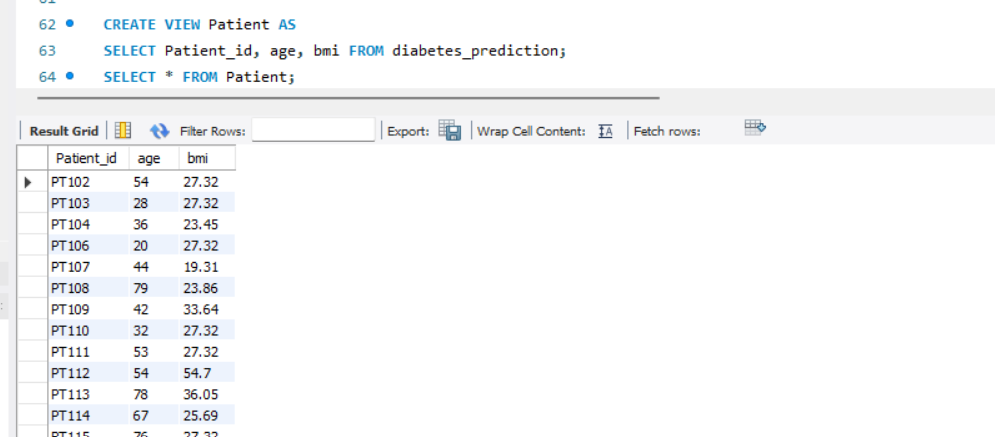 62 CREATE VIEW Patient AS
63 SELECT Patient_id, age, bmi FROM diabetes_prediction;
64 SELECT * FROM Patient;
Result Grid Filter Rows: Export: Wrap Cell Content: IA Fetch rows:
Patient_id age bmi
PT102 54 27.32
PT103 28 27.32
PT104 36 23.45
PT106 20 27.32
PT107 44 19.31
PT108 79 23.86
PT109 42 33.64
PT110 32 27.32
PT111 53 27.32
PT112 54 54.7
PT113 78 36.05
PT114 67 25.69
PT115 76 27.32